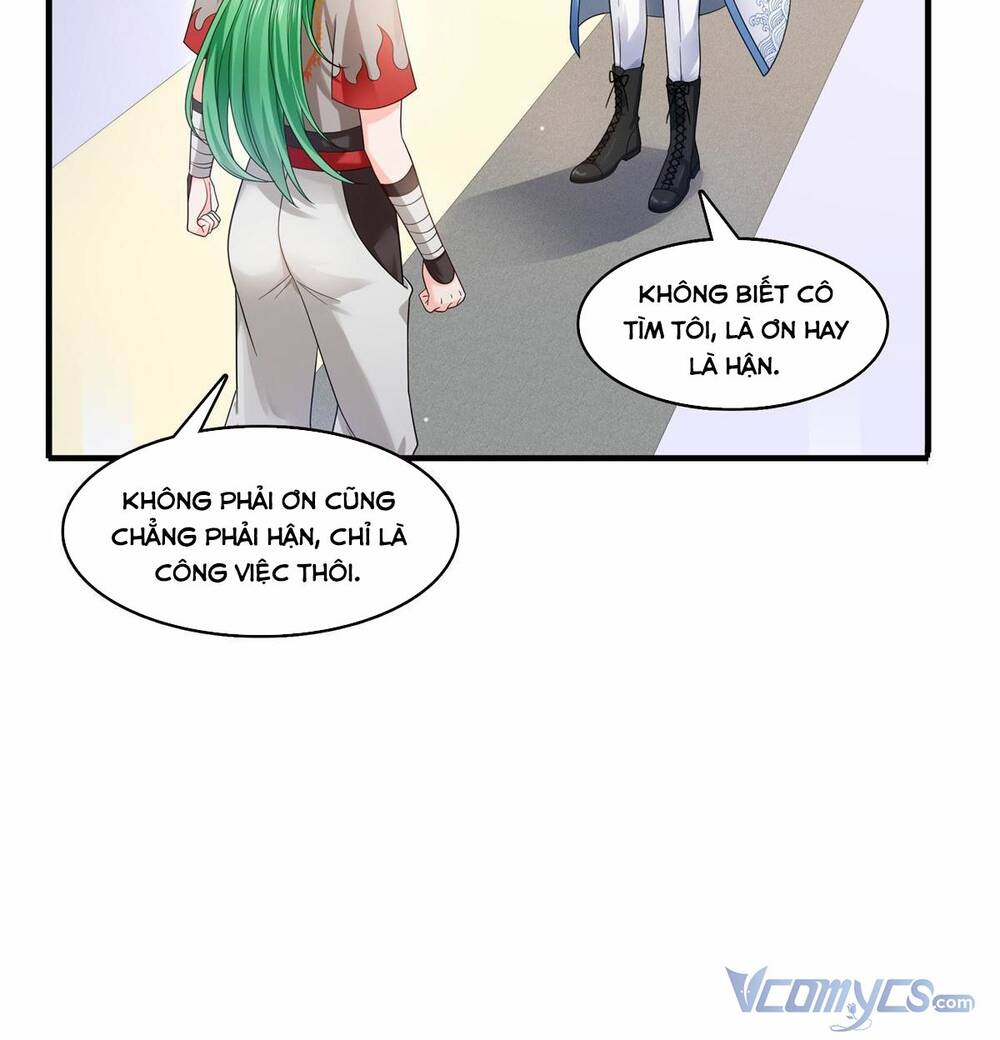 KHÔNG BIẾT CÔ
TÌM TÔI, LÀ ƠN HAY
LÀ HẬN.
KHÔNG PHẢI ƠN CŨNG
CHẲNG PHẢI HẬN, CHỈ LÀ
CÔNG VIỆC THÔI.
VCOMYCS.com